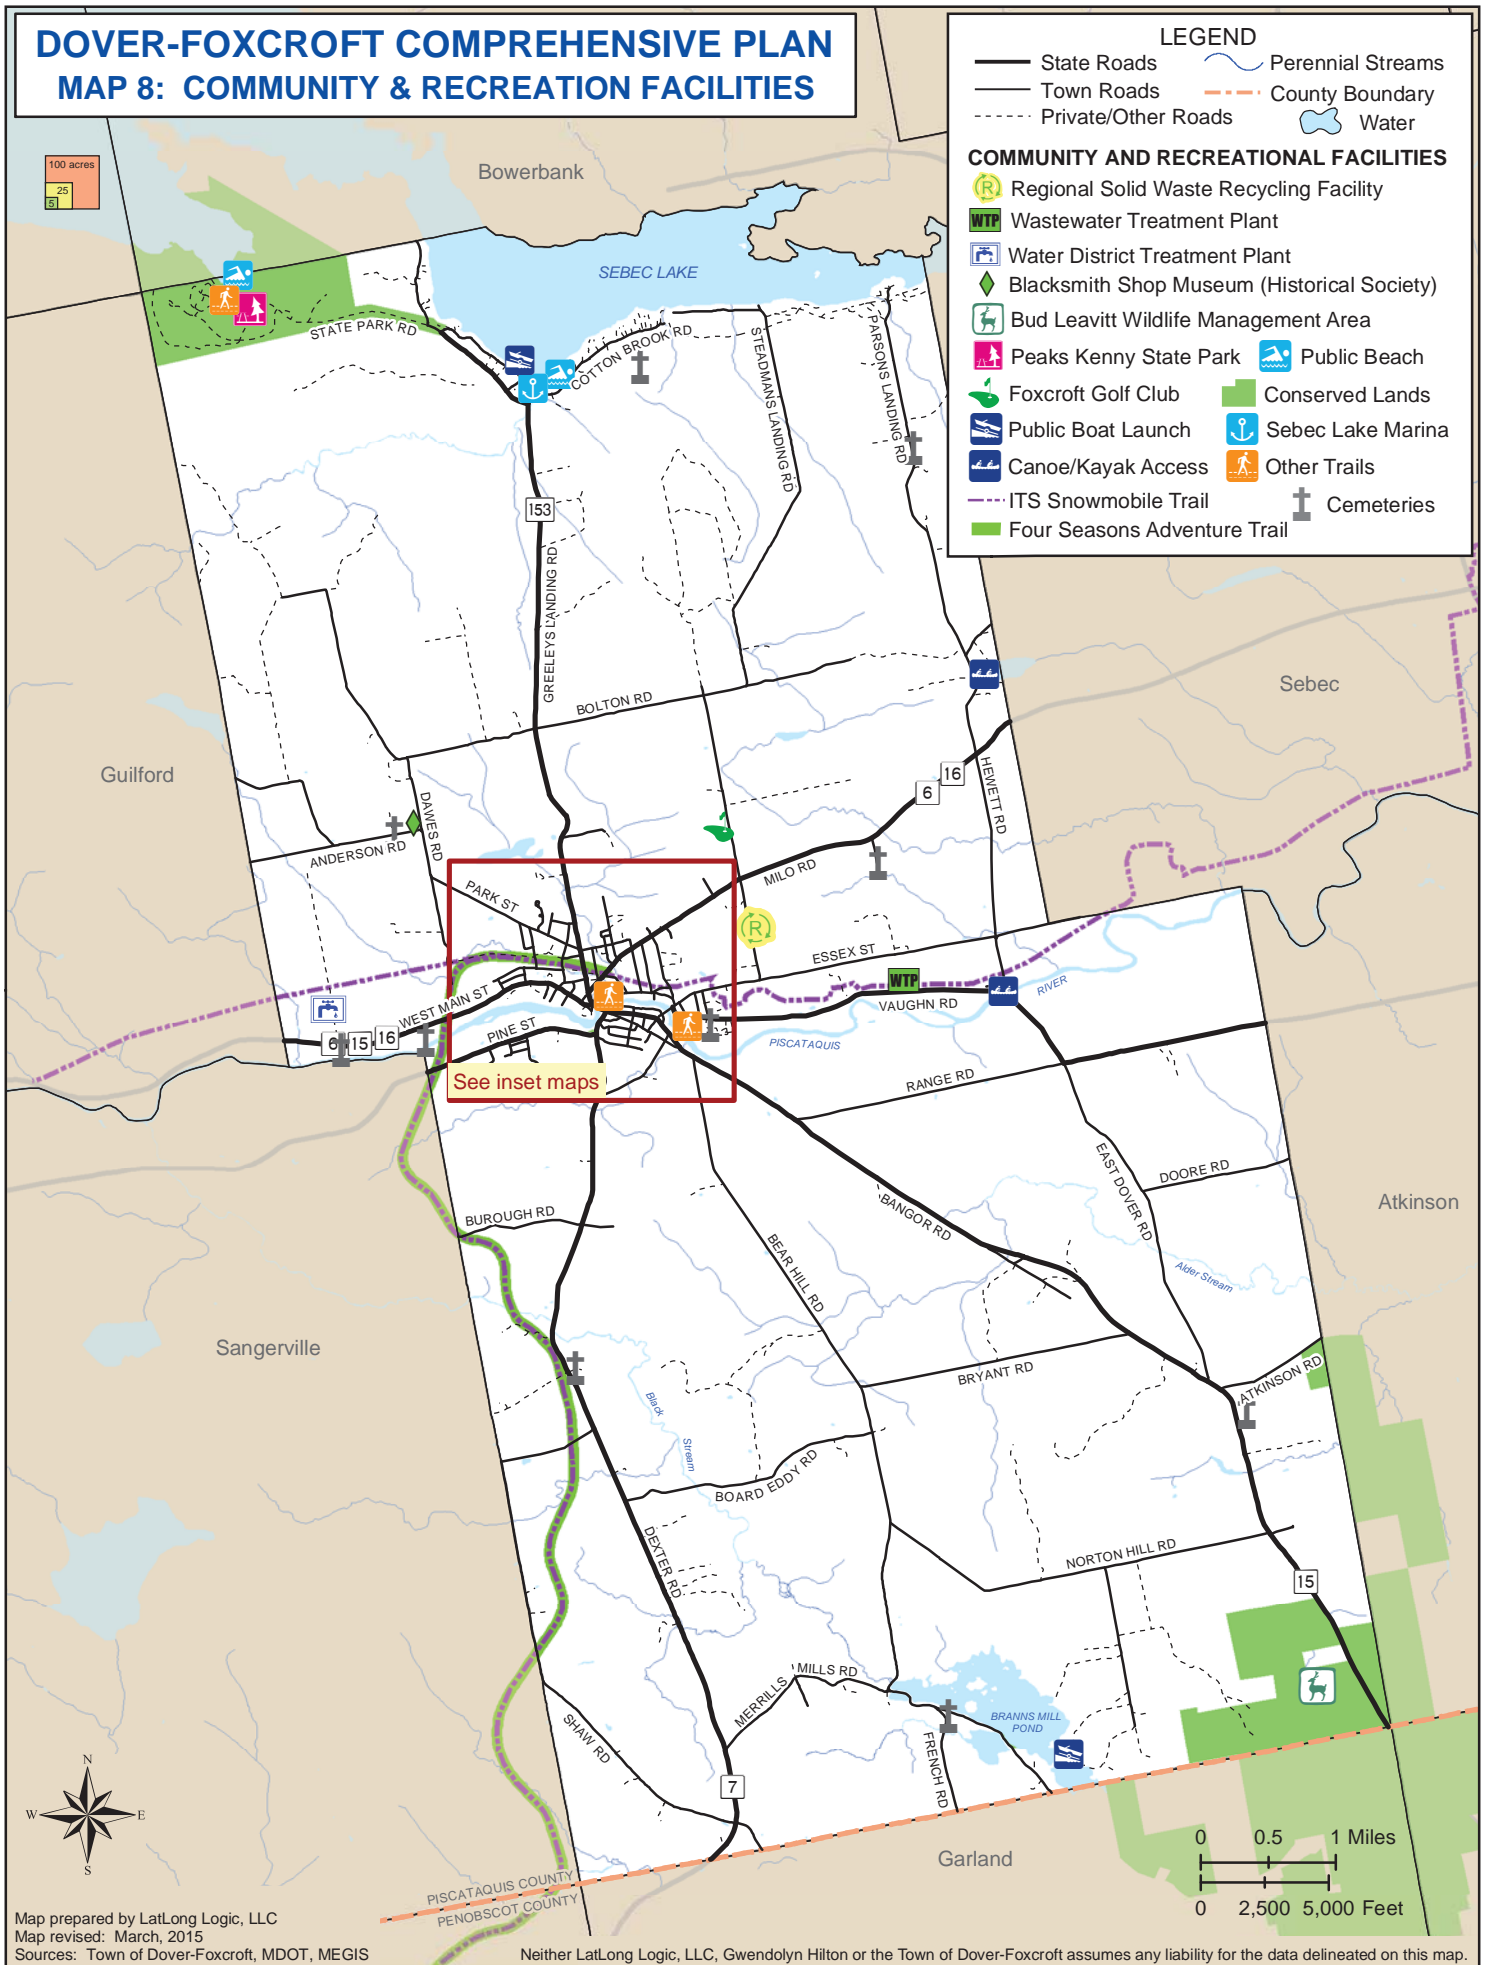 DOVER-FOXCROFT COMPREHENSIVE PLAN
MAP 8: COMMUNITY & RECREATION FACILITIES
LEGEND
State Roads
Perennial Streams
Town Roads
County Boundary
Private/Other Roads
Water
COMMUNITY AND RECREATIONAL FACILITIES
R
Regional Solid Waste Recycling Facility
WTP
Wastewater Treatment Plant
Water District Treatment Plant
Blacksmith Shop Museum (Historical Society)
Bud Leavitt Wildlife Management Area
Peaks Kenny State Park
Public Beach
Foxcroft Golf Club
Conserved Lands
Public Boat Launch
Sebec Lake Marina
Canoe/Kayak Access
Other Trails
ITS Snowmobile Trail
Cemeteries
Four Seasons Adventure Trail
100 acres
25
5
Bowerbank
SEBEC LAKE
STATE PARK RD
COTTON BROOK RD
STEADMANS LANDING RD
PARSONS LANDING RD
153
GREELEYS LANDING RD
BOLTON RD
Sebec
Guilford
16
6
HEWETT RD
DAWES RD
ANDERSON RD
MILO RD
PARK ST
R
ESSEX ST
WTP
VAUGHN RD
RIVER
WEST MAIN ST
6
15
16
PINE ST
PISCATAQUIS
See inset maps
RANGE RD
EAST DOVER RD
DOORE RD
Atkinson
BUROUGH RD
BANGOR RD
BEAR HILL RD
Alder Stream
Sangerville
BRYANT RD
ATKINSON RD
Black
Stream
BOARD EDDY RD
DEXTER RD
NORTON HILL RD
15
MERRILLS
MILLS RD
BRANNS MILL
POND
SHAW RD
FRENCH RD
7
N
W
E
S
0 0.5 1 Miles
0 2,500 5,000 Feet
Garland
PISCATAQUIS COUNTY
PENOBSCOT COUNTY
Map prepared by LatLong Logic, LLC
Map revised: March, 2015
Sources: Town of Dover-Foxcroft, MDOT, MEGIS
Neither LatLong Logic, LLC, Gwendolyn Hilton or the Town of Dover-Foxcroft assumes any liability for the data delineated on this map.